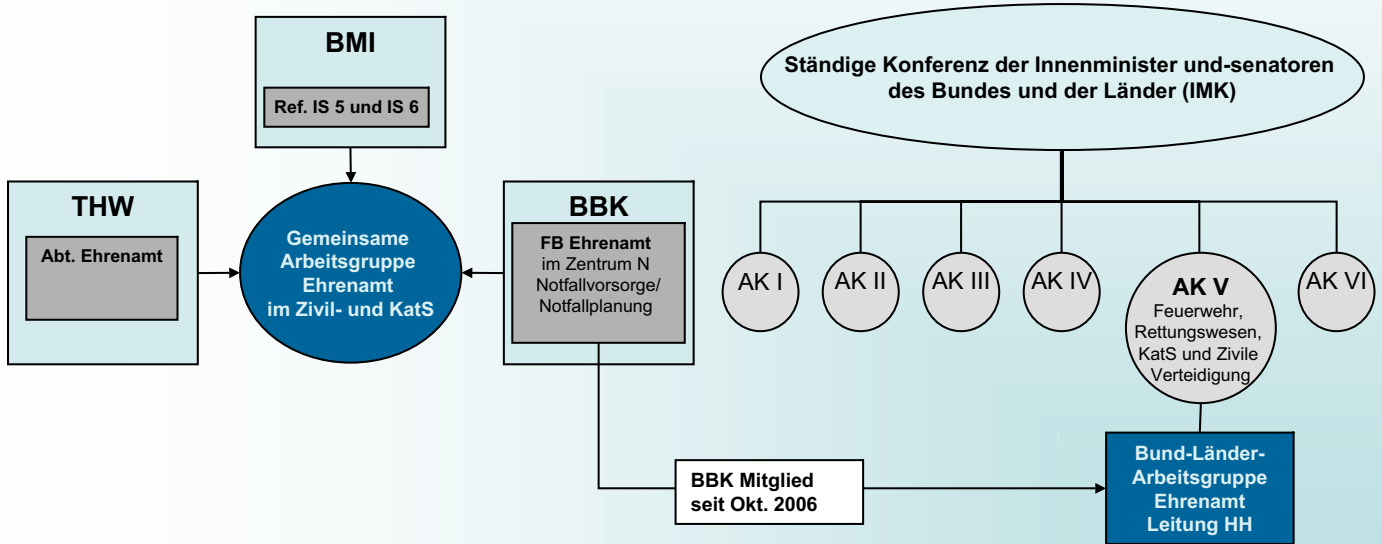 BMI
Ref. IS 5 und IS 6
THW
Abt. Ehrenamt
Gemeinsame
Arbeitsgruppe
Ehrenamt
im Zivil- und KatS
BBK
FB Ehrenamt
im Zentrum N
Notfallvorsorge/
Notfallplanung
Ständige Konferenz der Innenminister und-senatoren
des Bundes und der Länder (IMK)
AK I
AK II
AK III
AK IV
AK V
Feuerwehr,
Rettungswesen,
KatS und Zivile
Verteidigung
AK VI
BBK Mitglied
seit Okt. 2006
Bund-Länder-
Arbeitsgruppe
Ehrenamt
Leitung HH